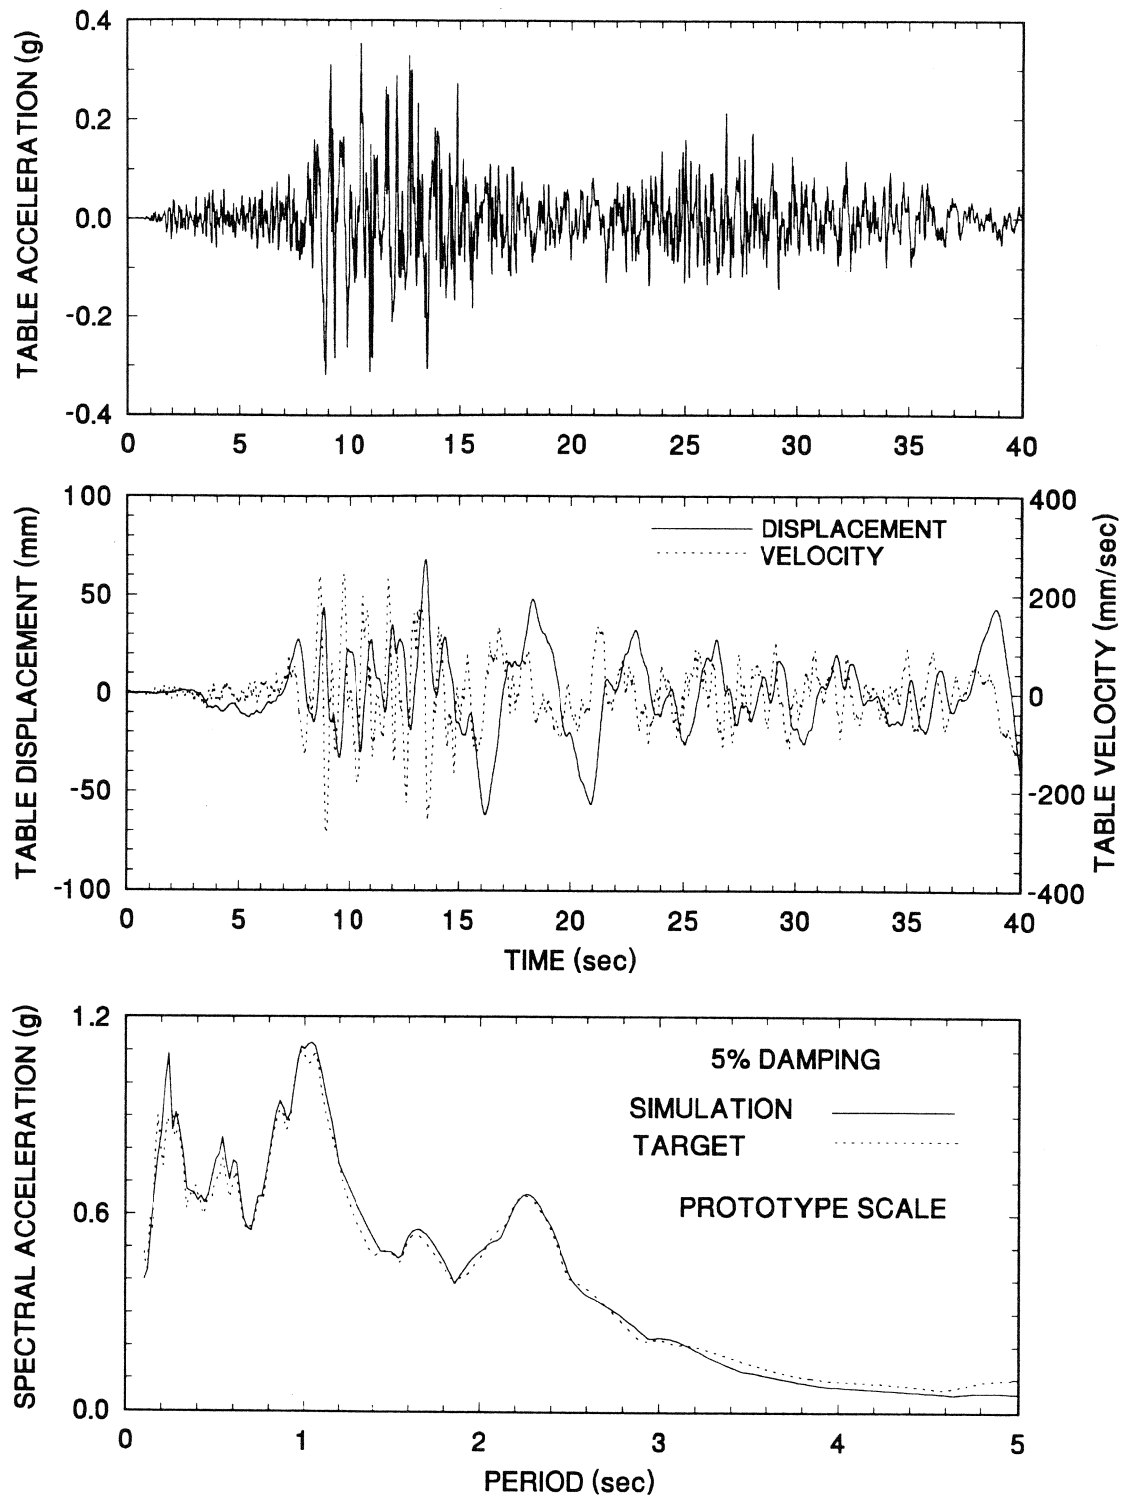 TABLE ACCELERATION (g)
0.4
0.2
0.0
-0.2
-0.4
0 5 10 15 20 25 30 35 40
TABLE DISPLACEMENT (mm)
100
50
0
-50
-100
DISPLACEMENT
VELOCITY
400
200
0
-200
-400
TABLE VELOCITY (mm/sec)
0 5 10 15 20 25 30 35 40
TIME (sec)
SPECTRAL ACCELERATION (g)
1.2
0.6
0.0
5% DAMPING
SIMULATION
TARGET
PROTOTYPE SCALE
0 1 2 3 4 5
PERIOD (sec)